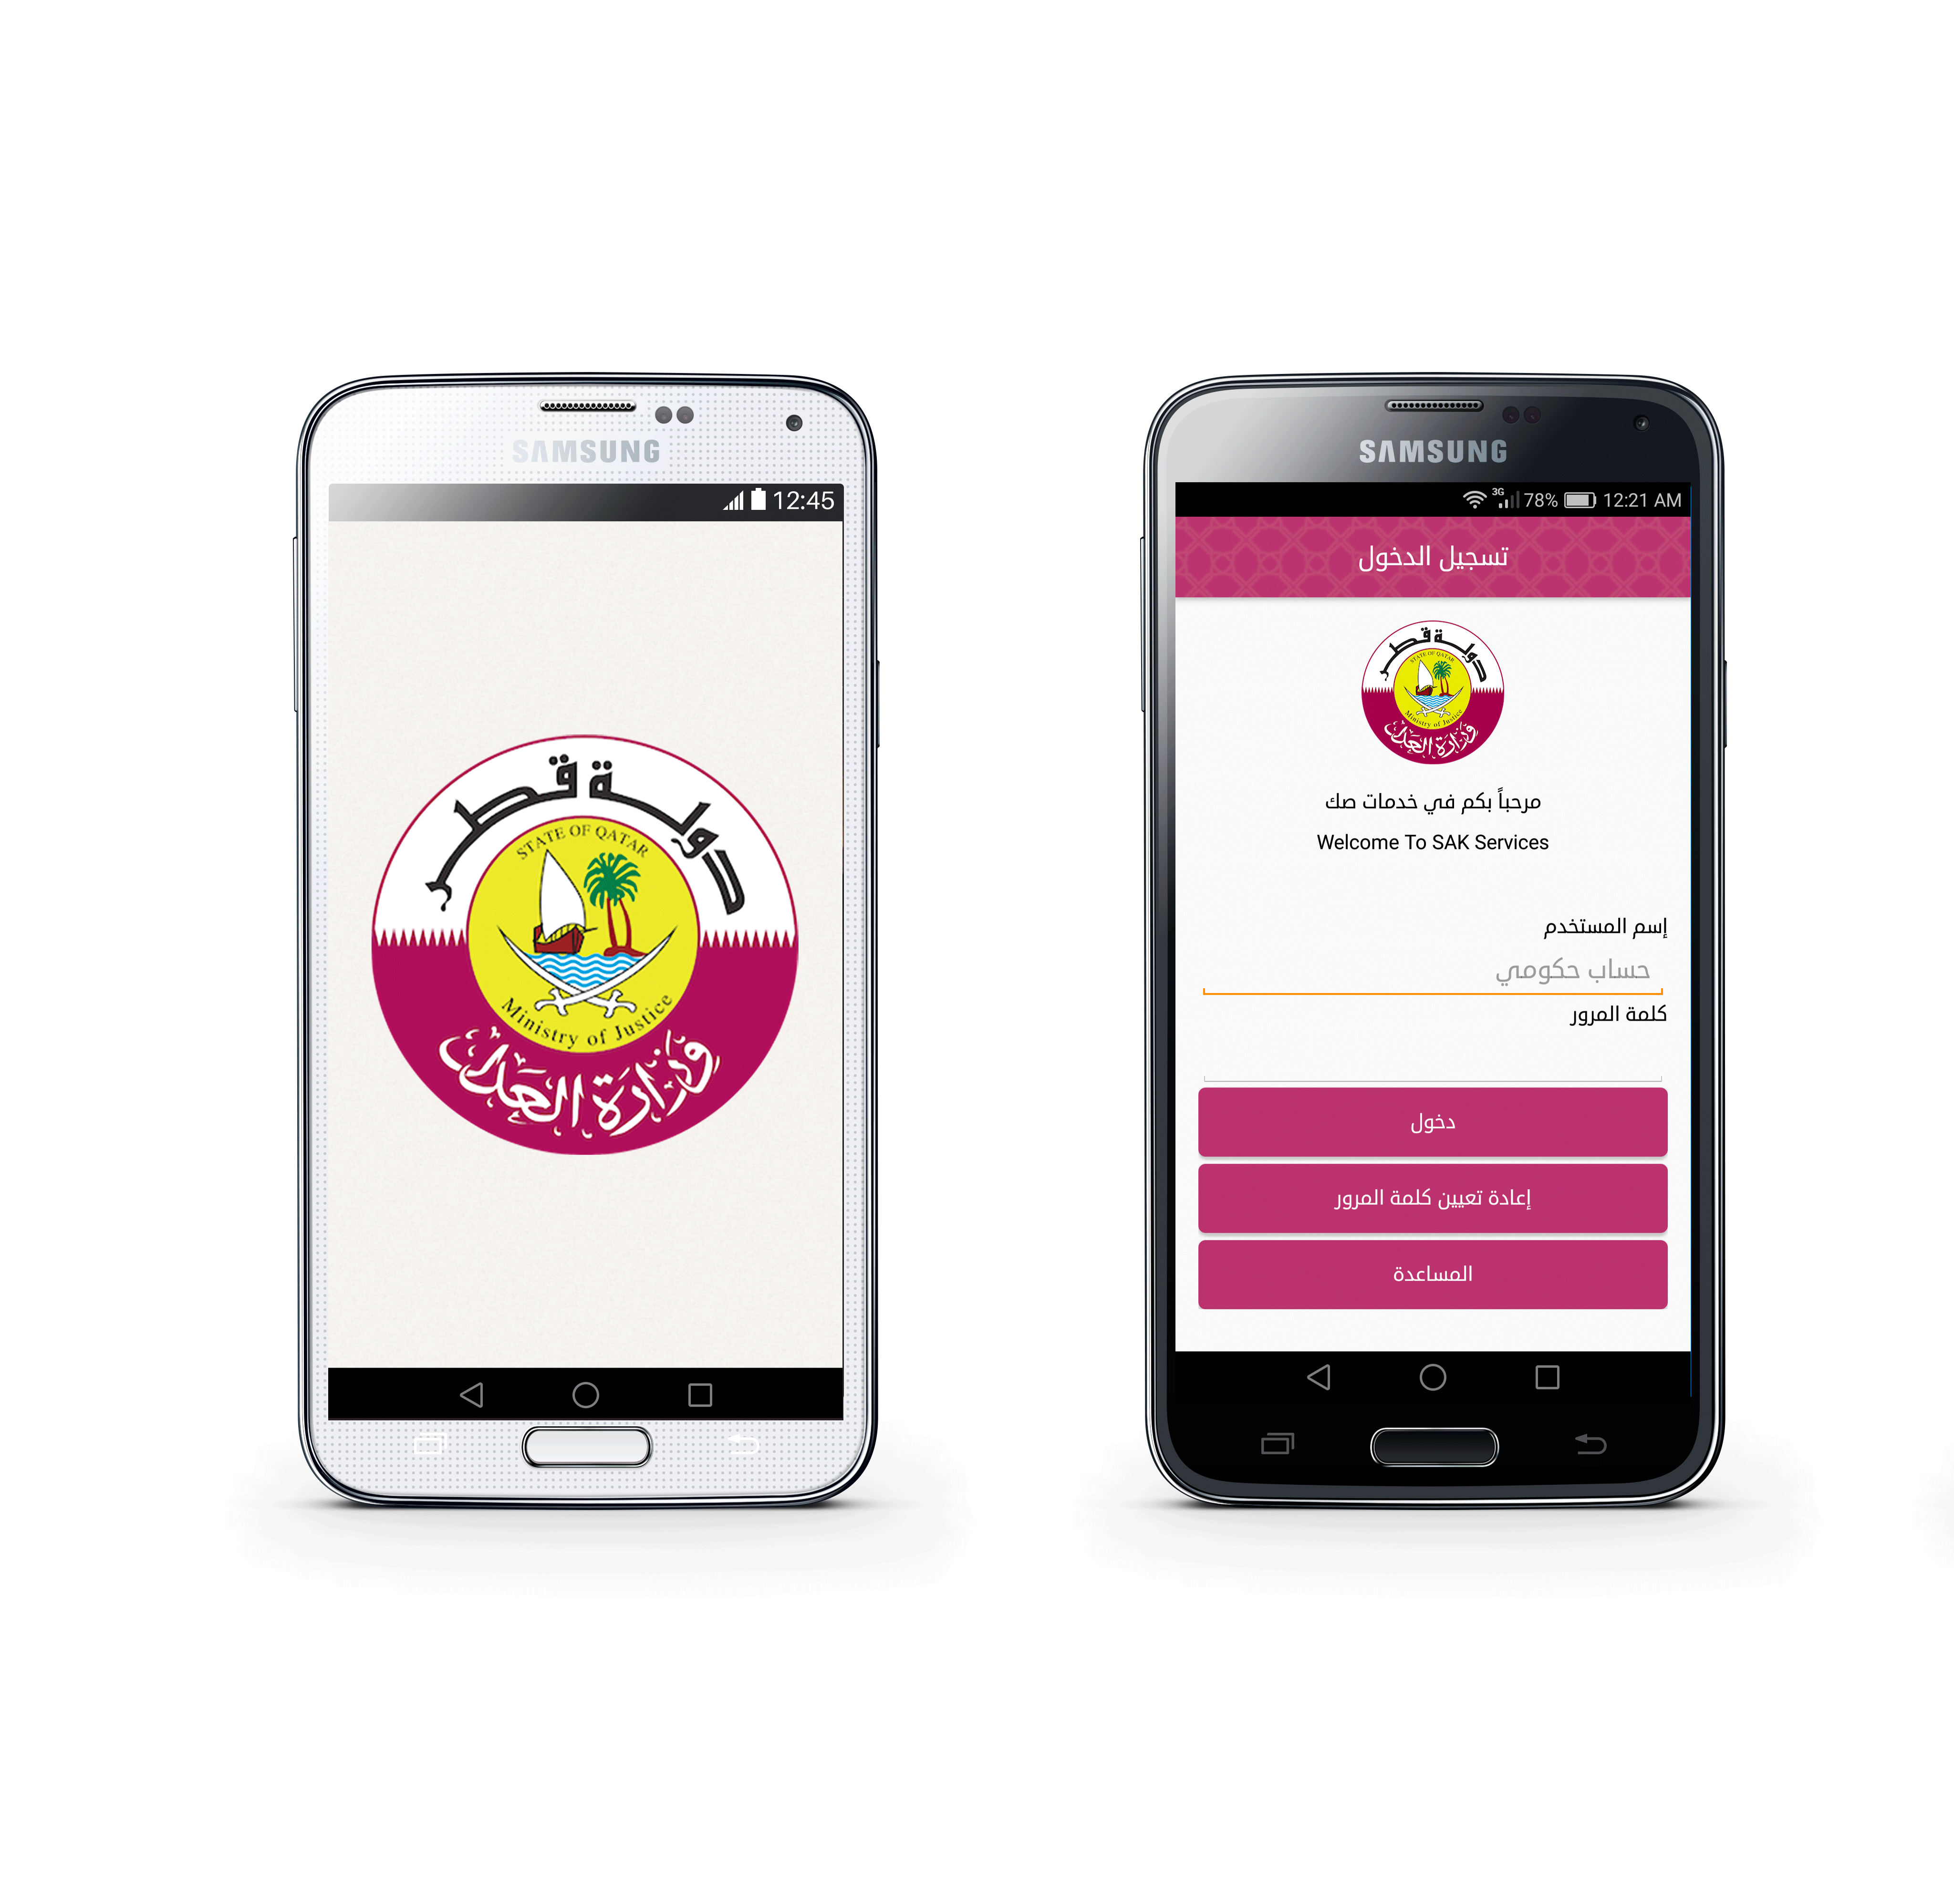 SAMSUNG
12:45
دولة قطر
STATE OF QATAR
Ministry of Justice
وزارة العدل
SAMSUNG
3G 78% 12:21 AM
تسجيل الدخول
دولة قطر
STATE OF QATAR
Ministry of Justice
وزارة العدل
مرحباً بكم في خدمات صك
Welcome To SAK Services
إسم المستخدم
حساب حكومي
كلمة المرور
دخول
إعادة تعيين كلمة المرور
المساعدة